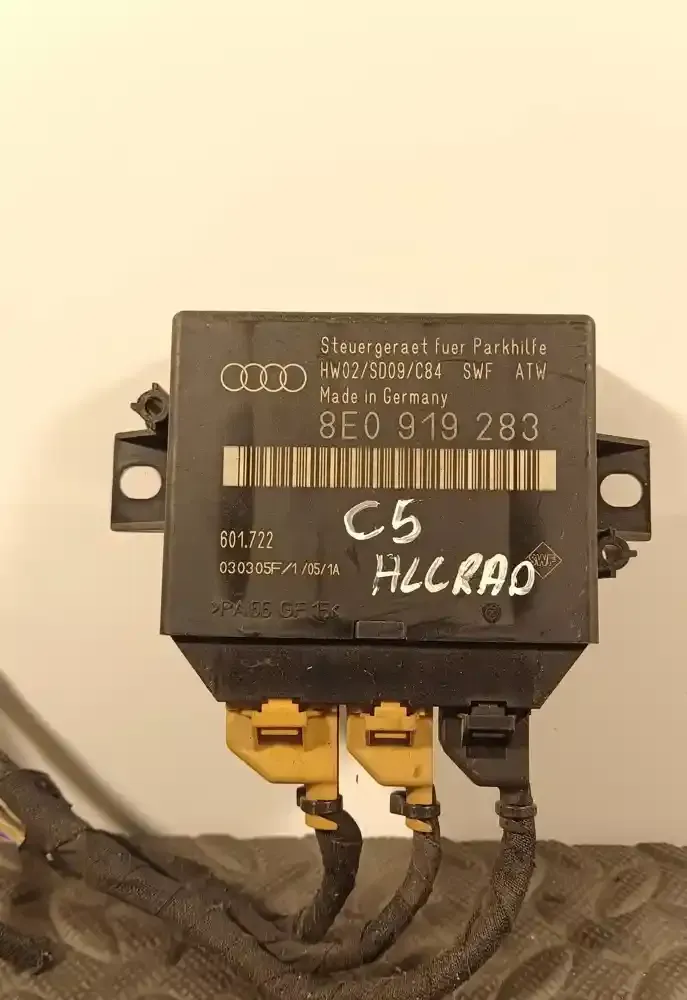 Steuergeraet fuer Parkhilfe
HW02/SD09/C84 SWF ATW
Made in Germany
8E0 919 283
C5
601.722
030305F/1/05/1A
ALLRAD
SWF
>PA 66 GF 15<